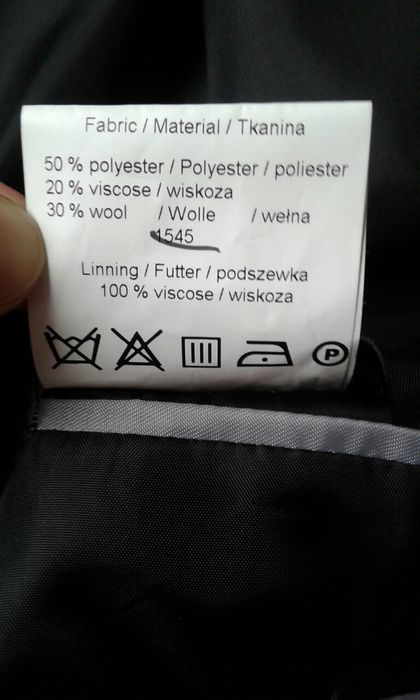 Fabric / Material / Tkanina
50 % polyester / Polyester / poliester
20 % viscose / wiskoza
30 % wool / Wolle / wełna
1545
Linning / Futter / podszewka
100 % viscose / wiskoza
P